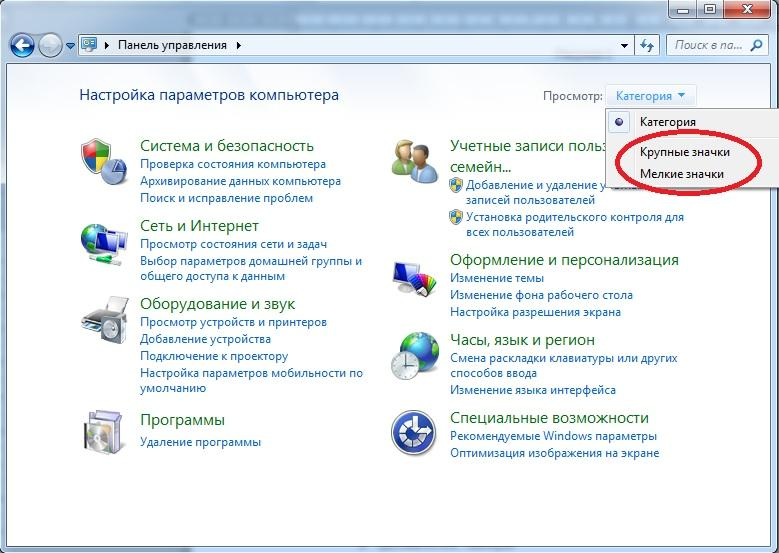 Панель управления
Поиск в па...
Настройка параметров компьютера
Просмотр: Категория
Категория
Крупные значки
Мелкие значки
Система и безопасность
Проверка состояния компьютера
Архивирование данных компьютера
Поиск и исправление проблем
Сеть и Интернет
Просмотр состояния сети и задач
Выбор параметров домашней группы и
общего доступа к данным
Оборудование и звук
Просмотр устройств и принтеров
Добавление устройства
Подключение к проектору
Настройка параметров мобильности по
умолчанию
Программы
Удаление программы
Учетные записи поль
семейн...
Добавление и удаление у
записей пользователей
Установка родительского контроля для
всех пользователей
Оформление и персонализация
Изменение темы
Изменение фона рабочего стола
Настройка разрешения экрана
Часы, язык и регион
Смена раскладки клавиатуры или других
способов ввода
Изменение языка интерфейса
Специальные возможности
Рекомендуемые Windows параметры
Оптимизация изображения на экране